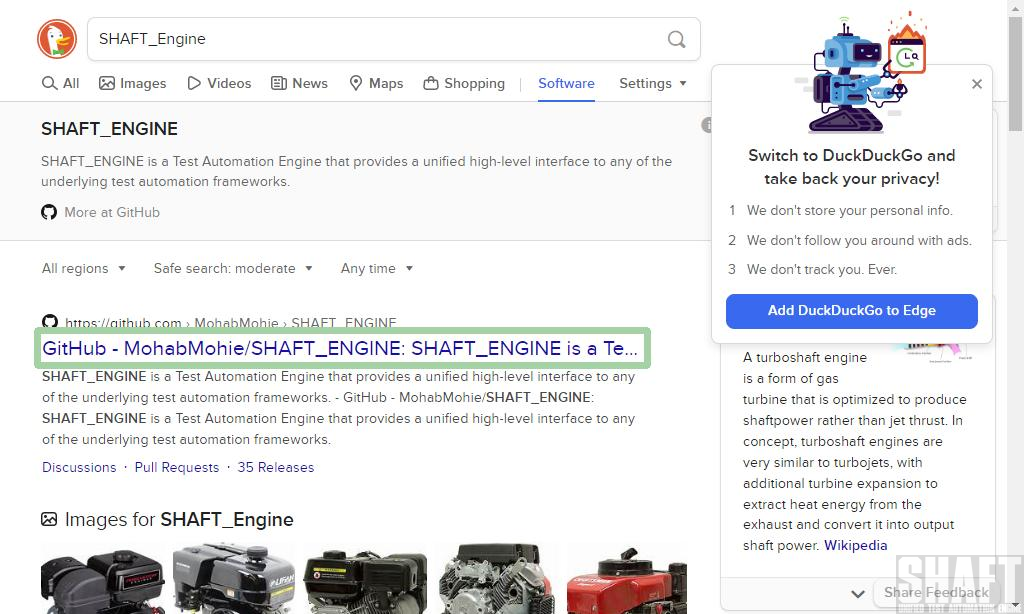 SHAFT_Engine
All Images Videos News Maps Shopping Software Settings
SHAFT_ENGINE
SHAFT_ENGINE is a Test Automation Engine that provides a unified high-level interface to any of the
underlying test automation frameworks.
More at GitHub
All regions Safe search: moderate Any time
https://github.com › MohabMohie › SHAFT_ENGINE
GitHub - MohabMohie/SHAFT_ENGINE: SHAFT_ENGINE is a Te...
SHAFT_ENGINE is a Test Automation Engine that provides a unified high-level interface to any
of the underlying test automation frameworks. - GitHub - MohabMohie/SHAFT_ENGINE:
SHAFT_ENGINE is a Test Automation Engine that provides a unified high-level interface to any
of the underlying test automation frameworks.
Discussions · Pull Requests · 35 Releases
Images for SHAFT_Engine
Switch to DuckDuckGo and
take back your privacy!
1 We don't store your personal info.
2 We don't follow you around with ads.
3 We don't track you. Ever.
Add DuckDuckGo to Edge
A turboshaft engine
is a form of gas
turbine that is optimized to produce
shaftpower rather than jet thrust. In
concept, turboshaft engines are
very similar to turbojets, with
additional turbine expansion to
extract heat energy from the
exhaust and convert it into output
shaft power. Wikipedia
Share Feedback
SHAFT